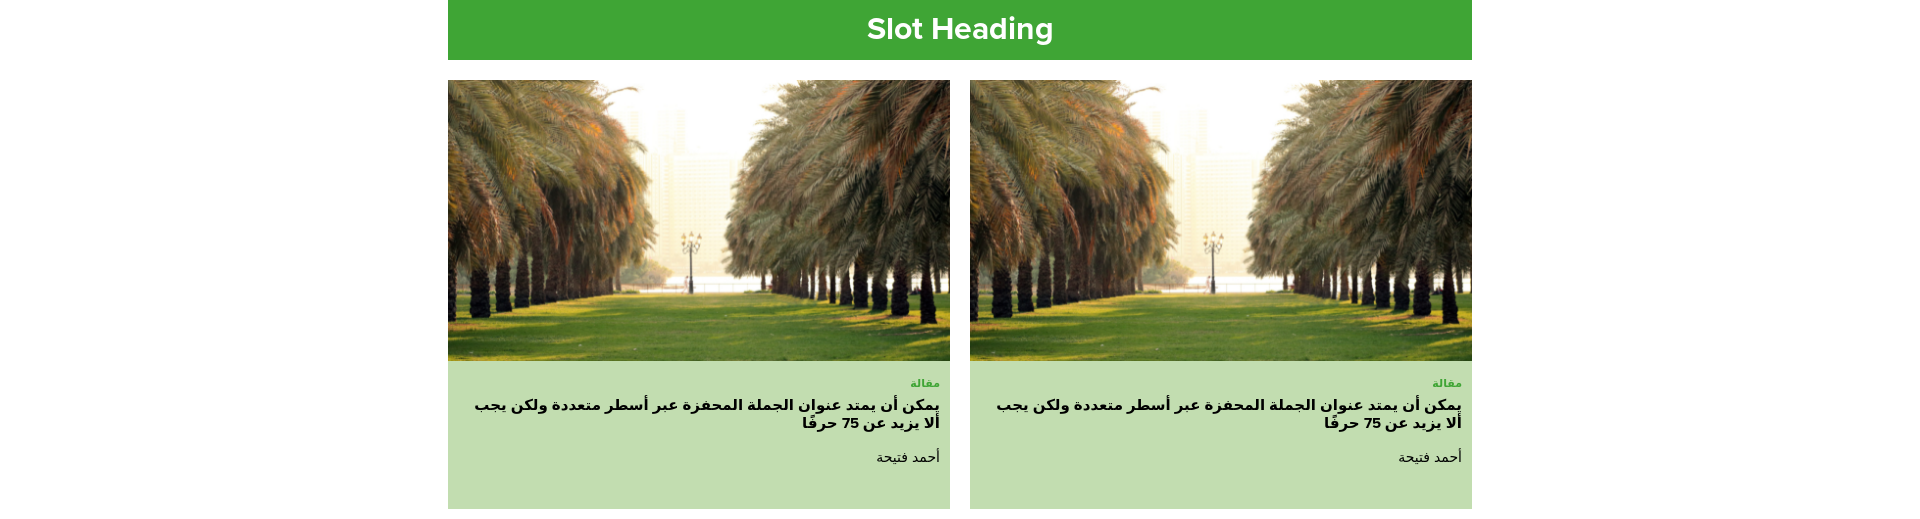 Slot Heading
مقالة
يمكن أن يمتد عنوان الجملة المحفزة عبر أسطر متعددة ولكن يجب
ألا يزيد عن 75 حرفًا
أحمد فتيحة
مقالة
يمكن أن يمتد عنوان الجملة المحفزة عبر أسطر متعددة ولكن يجب
ألا يزيد عن 75 حرفًا
أحمد فتيحة